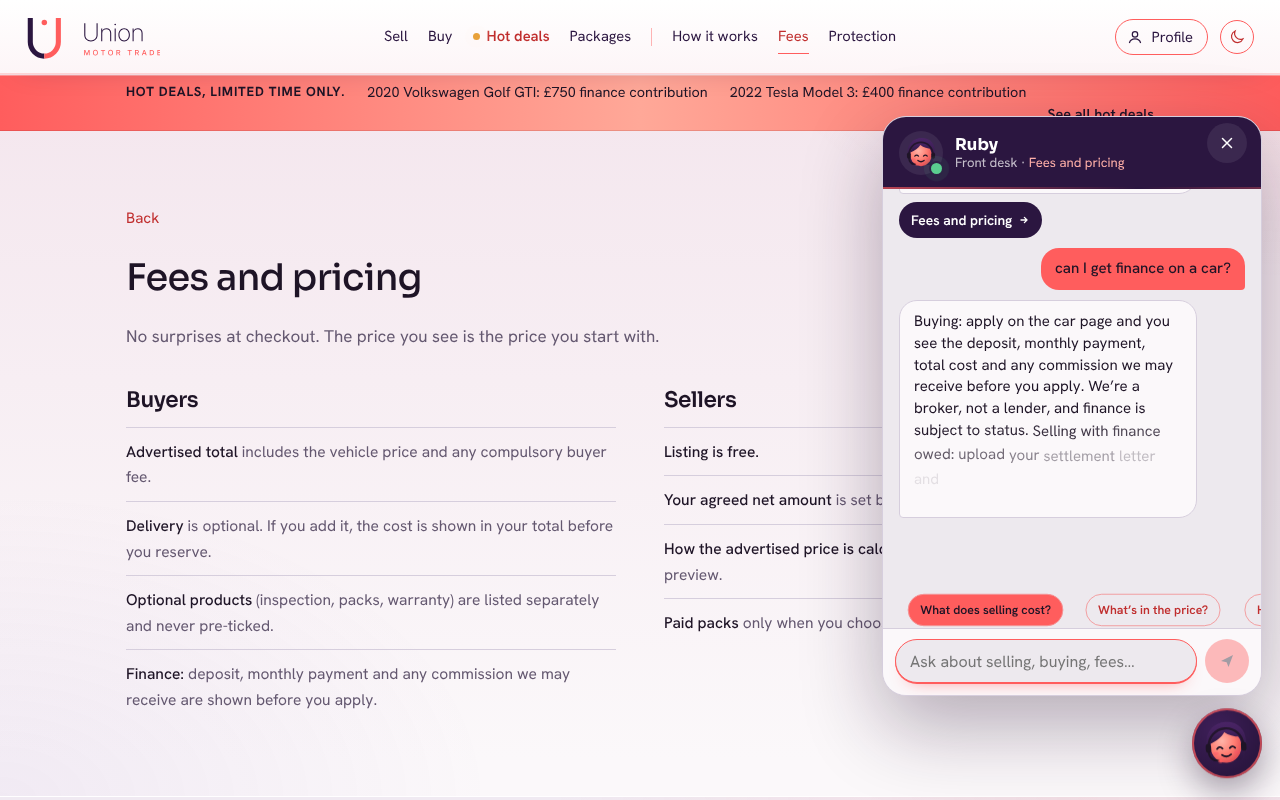 Union
MOTOR TRADE
Sell
Buy
Hot deals
Packages
How it works
Fees
Protection
Profile
HOT DEALS, LIMITED TIME ONLY.
2020 Volkswagen Golf GTI: £750 finance contribution
2022 Tesla Model 3: £400 finance contribution
See all hot deals
Back
Fees and pricing
No surprises at checkout. The price you see is the price you start with.
Buyers
Advertised total includes the vehicle price and any compulsory buyer
fee.
Delivery is optional. If you add it, the cost is shown in your total before
you reserve.
Optional products (inspection, packs, warranty) are listed separately
and never pre-ticked.
Finance: deposit, monthly payment and any commission we may
receive are shown before you apply.
Sellers
Listing is free.
Your agreed net amount is set
How the advertised price is
preview.
Paid packs only when you
Ruby
Front desk · Fees and pricing
Fees and pricing →
can I get finance on a car?
Buying: apply on the car page and you
see the deposit, monthly payment,
total cost and any commission we may
receive before you apply. We’re a
broker, not a lender, and finance is
subject to status. Selling with finance
owed: upload your settlement letter
and
What does selling cost?
What’s in the price?
Ask about selling, buying, fees…